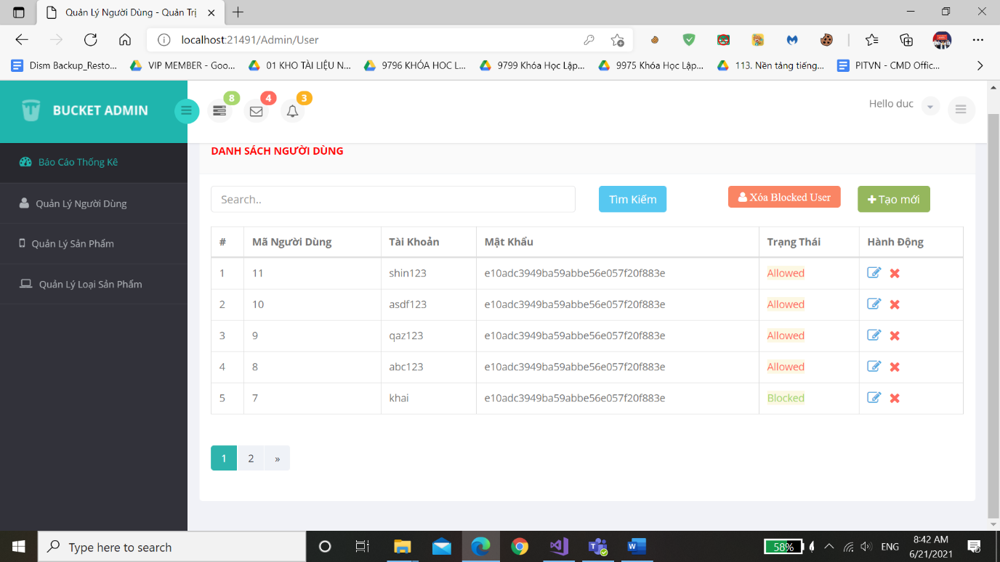 Quản Lý Người Dùng - Quản Trị
localhost:21491/Admin/User
Dism Backup_Resto... VIP MEMBER - Goo... 01 KHO TÀI LIỆU N... 9796 KHÓA HOC L... 9799 Khóa Học Lập... 9975 Khóa Học Lập... 113. Nền tảng tiếng... PITVN - CMD Offic...
BUCKET ADMIN 8 4 3 Hello duc
Báo Cáo Thống Kê
Quản Lý Người Dùng
Quản Lý Sản Phẩm
Quản Lý Loại Sản Phẩm
DANH SÁCH NGƯỜI DÙNG
Search.. Tìm Kiếm Xóa Blocked User Tạo mới
# Mã Người Dùng Tài Khoản Mật Khẩu Trạng Thái Hành Động
1 11 shin123 e10adc3949ba59abbe56e057f20f883e Allowed
2 10 asdf123 e10adc3949ba59abbe56e057f20f883e Allowed
3 9 qaz123 e10adc3949ba59abbe56e057f20f883e Allowed
4 8 abc123 e10adc3949ba59abbe56e057f20f883e Allowed
5 7 khai e10adc3949ba59abbe56e057f20f883e Blocked
1 2 »
Type here to search 58% ENG 8:42 AM
6/21/2021